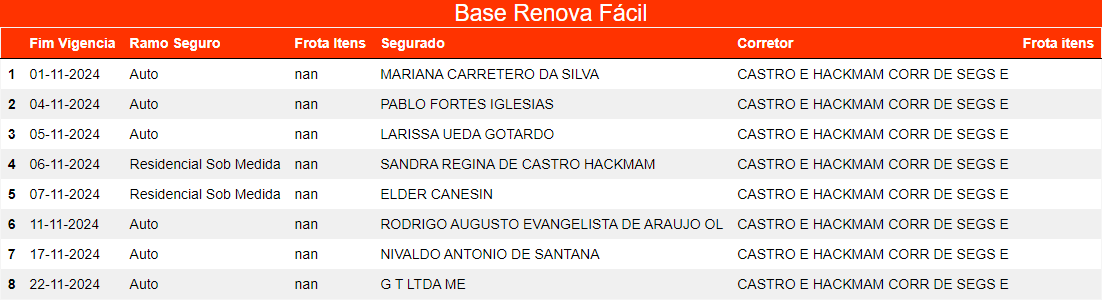 Base Renova Fácil
Fim Vigencia Ramo Seguro Frota Itens Segurado Corretor Frota itens
1 01-11-2024 Auto nan MARIANA CARRETERO DA SILVA CASTRO E HACKMAM CORR DE SEGS E
2 04-11-2024 Auto nan PABLO FORTES IGLESIAS CASTRO E HACKMAM CORR DE SEGS E
3 05-11-2024 Auto nan LARISSA UEDA GOTARDO CASTRO E HACKMAM CORR DE SEGS E
4 06-11-2024 Residencial Sob Medida nan SANDRA REGINA DE CASTRO HACKMAM CASTRO E HACKMAM CORR DE SEGS E
5 07-11-2024 Residencial Sob Medida nan ELDER CANESIN CASTRO E HACKMAM CORR DE SEGS E
6 11-11-2024 Auto nan RODRIGO AUGUSTO EVANGELISTA DE ARAUJO OL CASTRO E HACKMAM CORR DE SEGS E
7 17-11-2024 Auto nan NIVALDO ANTONIO DE SANTANA CASTRO E HACKMAM CORR DE SEGS E
8 22-11-2024 Auto nan G T LTDA ME CASTRO E HACKMAM CORR DE SEGS E